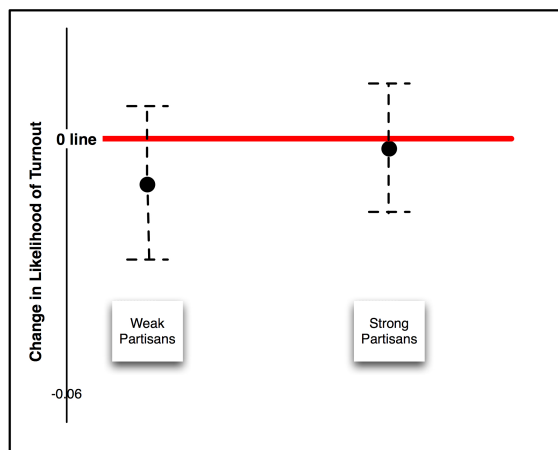 Change in Likelihood of Turnout
0 line
Weak
Partisans
Strong
Partisans
-0.06